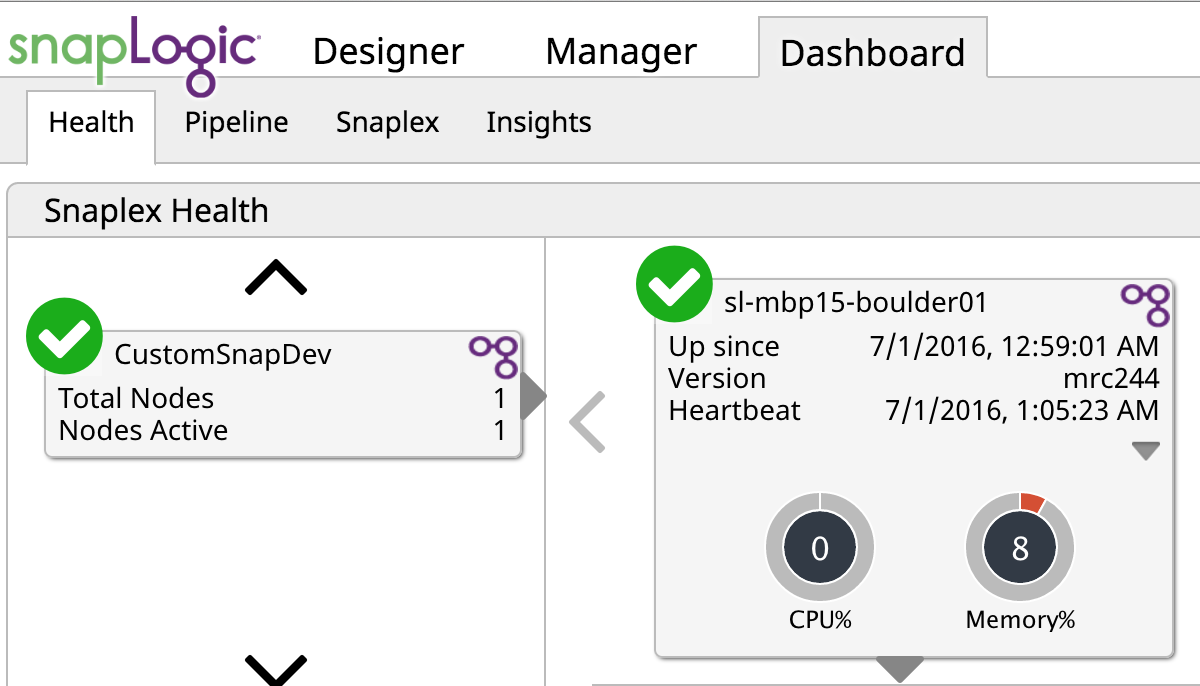 snapLogic
Designer
Manager
Dashboard
Health
Pipeline
Snaplex
Insights
Snaplex Health
CustomSnapDev
Total Nodes 1
Nodes Active 1
sl-mbp15-boulder01
Up since 7/1/2016, 12:59:01 AM
Version mrc244
Heartbeat 7/1/2016, 1:05:23 AM
0
CPU%
8
Memory%